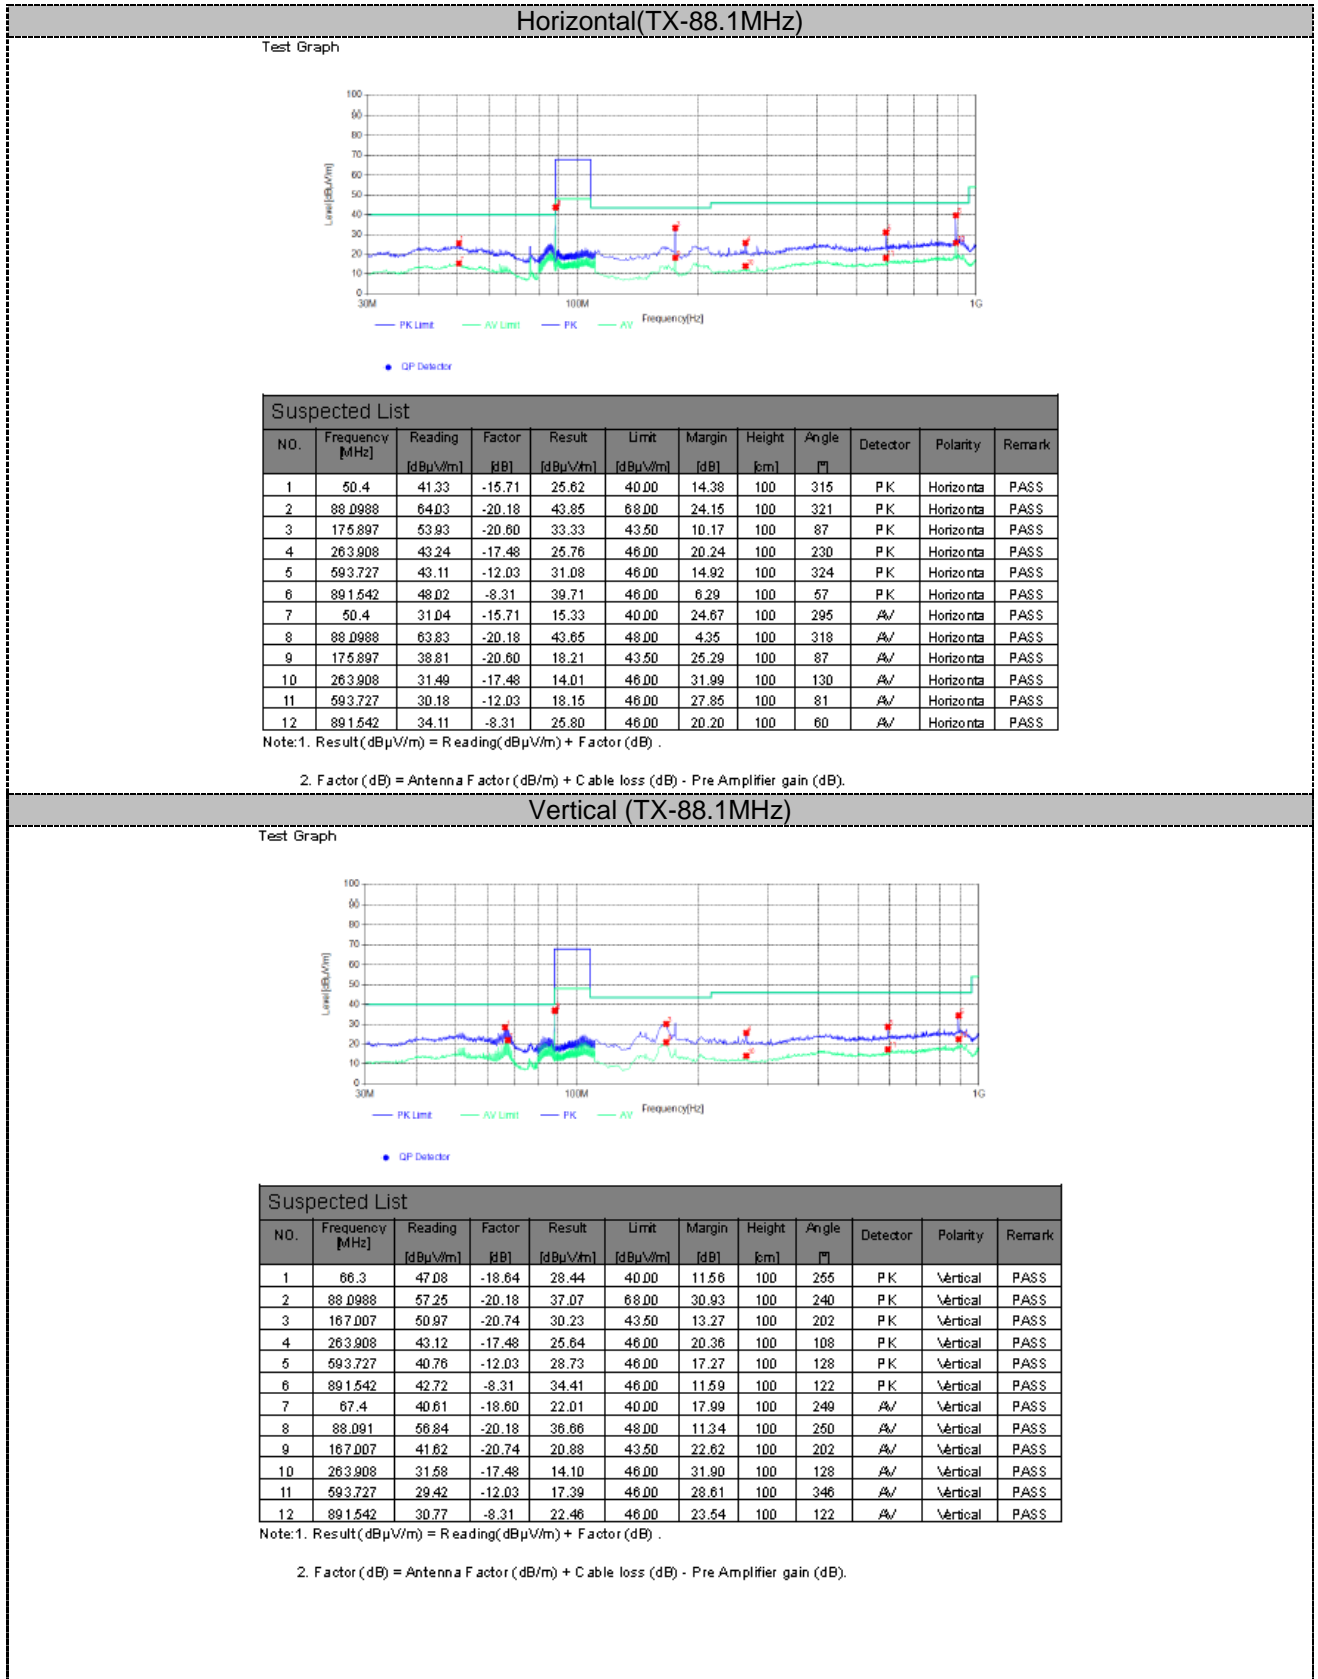 Horizontal(TX-88.1MHz)
Test Graph
100
90
80
70
60
50
40
30
20
10
0
Level[dBµV/m]
30M 100M 1G
Frequency[Hz]
PK Limit AV Limit PK AV
QP Detector
Suspected List
NO. Frequency [MHz] Reading [dBµV/m] Factor [dB] Result [dBµV/m] Limit [dBµV/m] Margin [dB] Height [cm] Angle [°] Detector Polarity Remark
1 50.4 41.33 -15.71 25.62 40.00 14.38 100 315 PK Horizonta PASS
2 88.0988 64.03 -20.18 43.85 68.00 24.15 100 321 PK Horizonta PASS
3 175.897 53.93 -20.60 33.33 43.50 10.17 100 87 PK Horizonta PASS
4 263.908 43.24 -17.48 25.76 46.00 20.24 100 230 PK Horizonta PASS
5 593.727 43.11 -12.03 31.08 46.00 14.92 100 324 PK Horizonta PASS
6 891.542 48.02 -8.31 39.71 46.00 6.29 100 57 PK Horizonta PASS
7 50.4 31.04 -15.71 15.33 40.00 24.67 100 295 AV Horizonta PASS
8 88.0988 63.83 -20.18 43.65 48.00 4.35 100 318 AV Horizonta PASS
9 175.897 38.81 -20.60 18.21 43.50 25.29 100 87 AV Horizonta PASS
10 263.908 31.49 -17.48 14.01 46.00 31.99 100 130 AV Horizonta PASS
11 593.727 30.18 -12.03 18.15 46.00 27.85 100 81 AV Horizonta PASS
12 891.542 34.11 -8.31 25.80 46.00 20.20 100 60 AV Horizonta PASS
Note:1. Result(dBµV/m) = Reading(dBµV/m) + Factor(dB) .
2. Factor(dB) = Antenna Factor(dB/m) + Cable loss (dB) - Pre Amplifier gain (dB).
Vertical (TX-88.1MHz)
Test Graph
100
90
80
70
60
50
40
30
20
10
0
Level[dBµV/m]
30M 100M 1G
Frequency[Hz]
PK Limit AV Limit PK AV
QP Detector
Suspected List
NO. Frequency [MHz] Reading [dBµV/m] Factor [dB] Result [dBµV/m] Limit [dBµV/m] Margin [dB] Height [cm] Angle [°] Detector Polarity Remark
1 66.3 47.08 -18.64 28.44 40.00 11.56 100 255 PK Vertical PASS
2 88.0988 57.25 -20.18 37.07 68.00 30.93 100 240 PK Vertical PASS
3 167.007 50.97 -20.74 30.23 43.50 13.27 100 202 PK Vertical PASS
4 263.908 43.12 -17.48 25.64 46.00 20.36 100 108 PK Vertical PASS
5 593.727 40.76 -12.03 28.73 46.00 17.27 100 128 PK Vertical PASS
6 891.542 42.72 -8.31 34.41 46.00 11.59 100 122 PK Vertical PASS
7 67.4 40.61 -18.60 22.01 40.00 17.99 100 249 AV Vertical PASS
8 88.091 56.84 -20.18 36.66 48.00 11.34 100 250 AV Vertical PASS
9 167.007 41.62 -20.74 20.88 43.50 22.62 100 202 AV Vertical PASS
10 263.908 31.58 -17.48 14.10 46.00 31.90 100 128 AV Vertical PASS
11 593.727 29.42 -12.03 17.39 46.00 28.61 100 346 AV Vertical PASS
12 891.542 30.77 -8.31 22.46 46.00 23.54 100 122 AV Vertical PASS
Note:1. Result(dBµV/m) = Reading(dBµV/m) + Factor(dB) .
2. Factor(dB) = Antenna Factor(dB/m) + Cable loss (dB) - Pre Amplifier gain (dB).